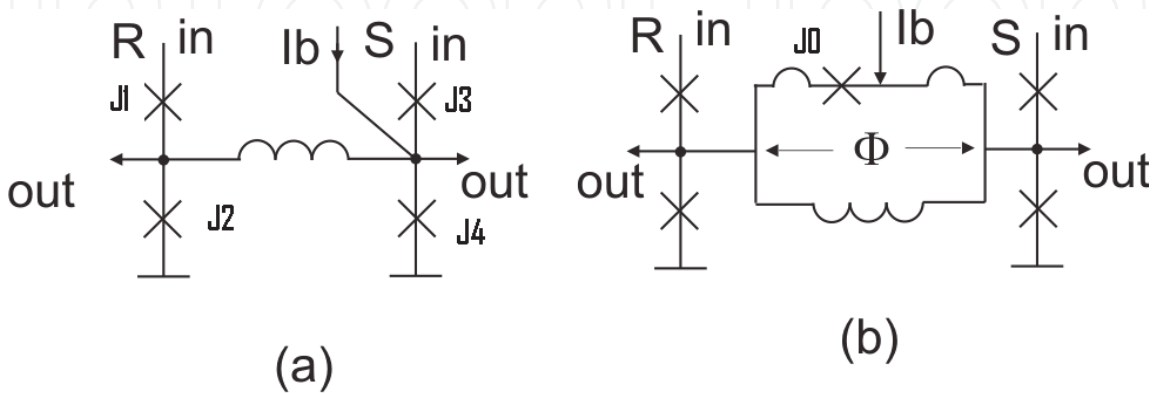 R in Ib S in
J1 J3
out out
J2 J4
(a)
R in J0 Ib S in
Φ
out out
(b)